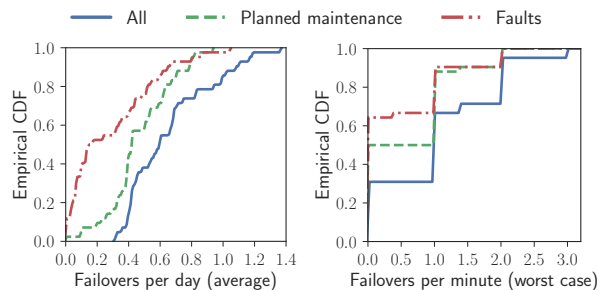 All Planned maintenance Faults
Empirical CDF
1.0
0.8
0.6
0.4
0.2
0.0
0.0 0.2 0.4 0.6 0.8 1.0 1.2 1.4
Failovers per day (average)
Empirical CDF
1.0
0.8
0.6
0.4
0.2
0.0
0.0 0.5 1.0 1.5 2.0 2.5 3.0
Failovers per minute (worst case)